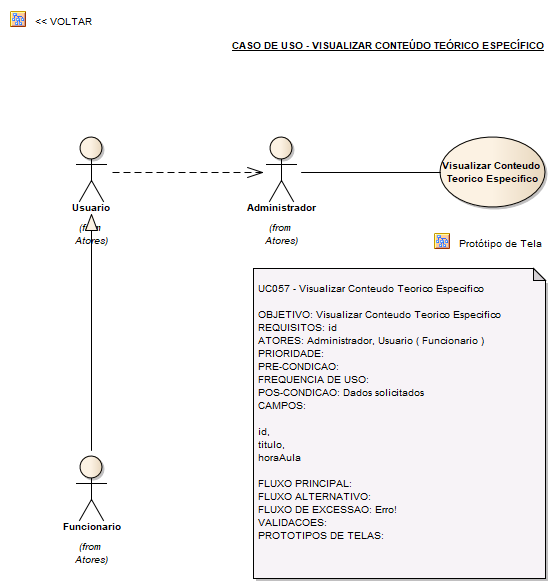 << VOLTAR
CASO DE USO - VISUALIZAR CONTEÚDO TEÓRICO ESPECÍFICO
Visualizar Conteudo
Teorico Especifico
Usuario
(from
Atores)
Administrador
(from
Atores)
Protótipo de Tela
UC057 - Visualizar Conteudo Teorico Especifico
OBJETIVO: Visualizar Conteudo Teorico Especifico
REQUISITOS: id
ATORES: Administrador, Usuario ( Funcionario )
PRIORIDADE:
PRE-CONDICAO:
FREQUENCIA DE USO:
POS-CONDICAO: Dados solicitados
CAMPOS:
id,
titulo,
horaAula
FLUXO PRINCIPAL:
FLUXO ALTERNATIVO:
FLUXO DE EXCESSAO: Erro!
VALIDACOES:
PROTOTIPOS DE TELAS:
Funcionario
(from
Atores)